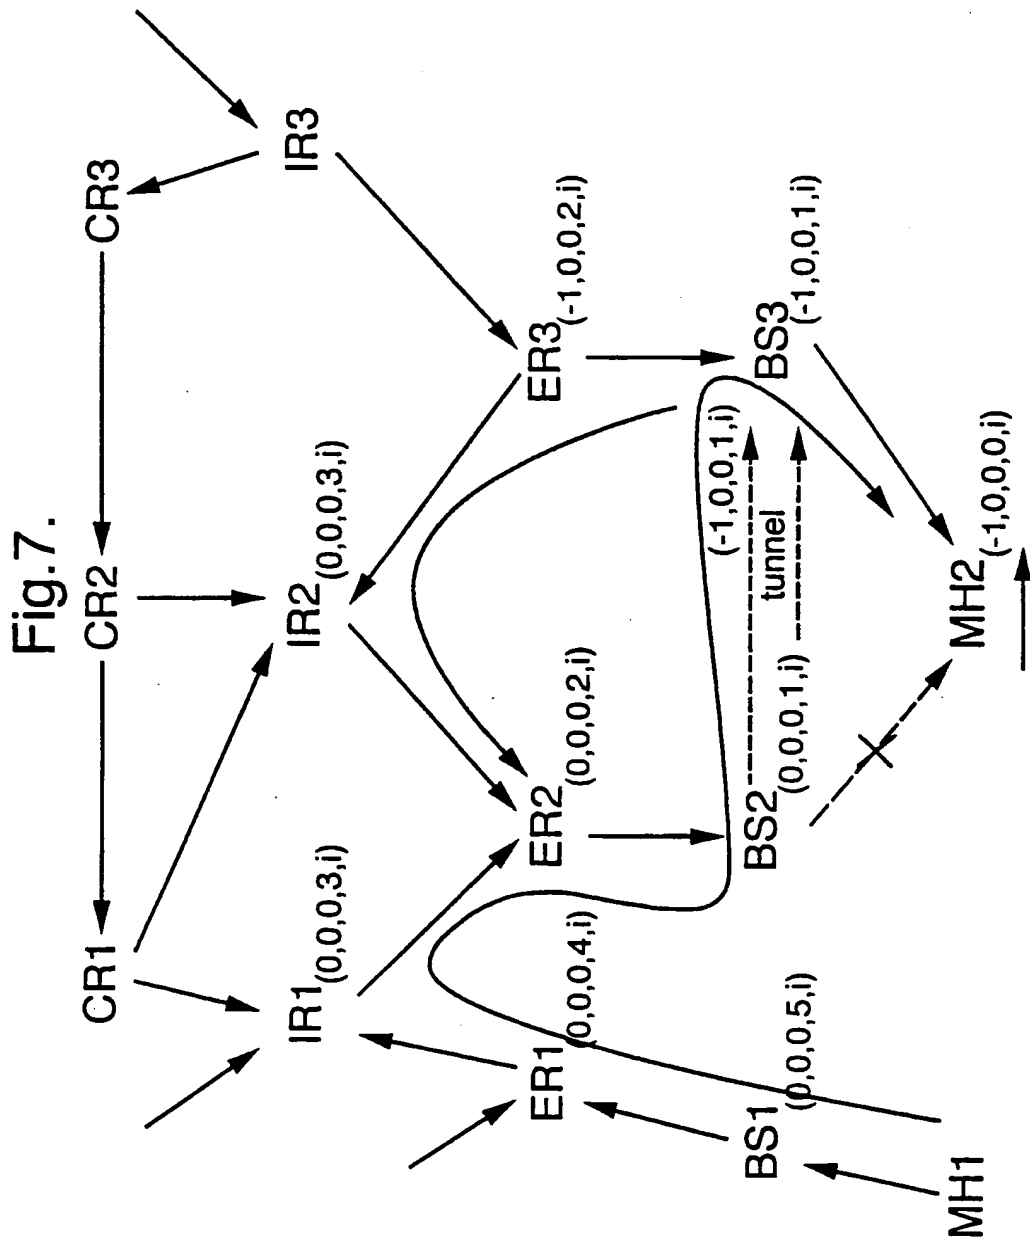 Fig.7.
CR1
CR2
CR3
IR1(0,0,0,3,i)
IR2(0,0,0,3,i)
IR3
ER1(0,0,0,4,i)
ER2(0,0,0,2,i)
ER3(-1,0,0,2,i)
(-1,0,0,1,i)
tunnel
BS1(0,0,0,5,i)
BS2(0,0,0,1,i)
BS3(-1,0,0,1,i)
MH1
MH2(-1,0,0,0,i)